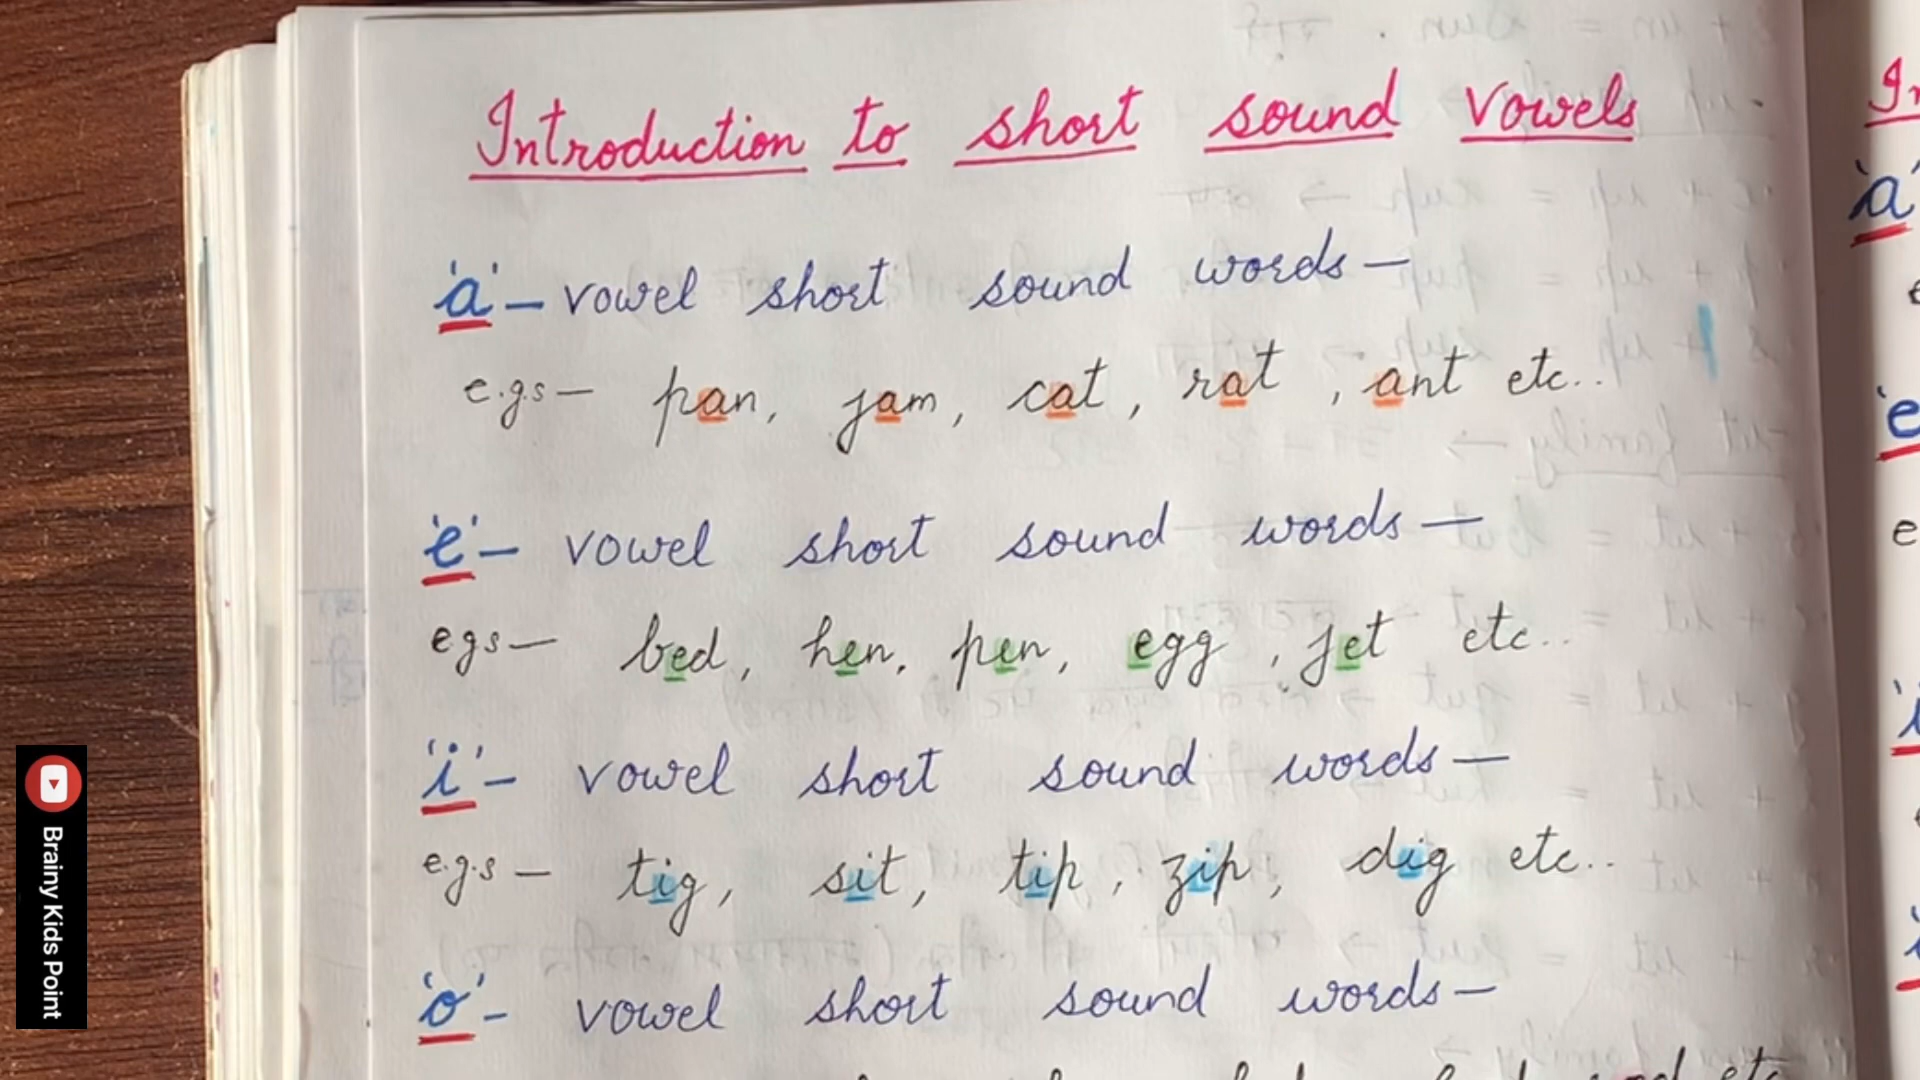 Introduction to short sound vowels
'a' – vowel short sound words –
e.g.s – pan, jam, cat, rat, ant etc..
'e' – vowel short sound words –
egs – bed, hen, pen, egg, jet etc..
'i' – vowel short sound words –
e.g.s – tig, sit, tip, zip, dig etc..
'o' – vowel short sound words –
Brainy Kids Point